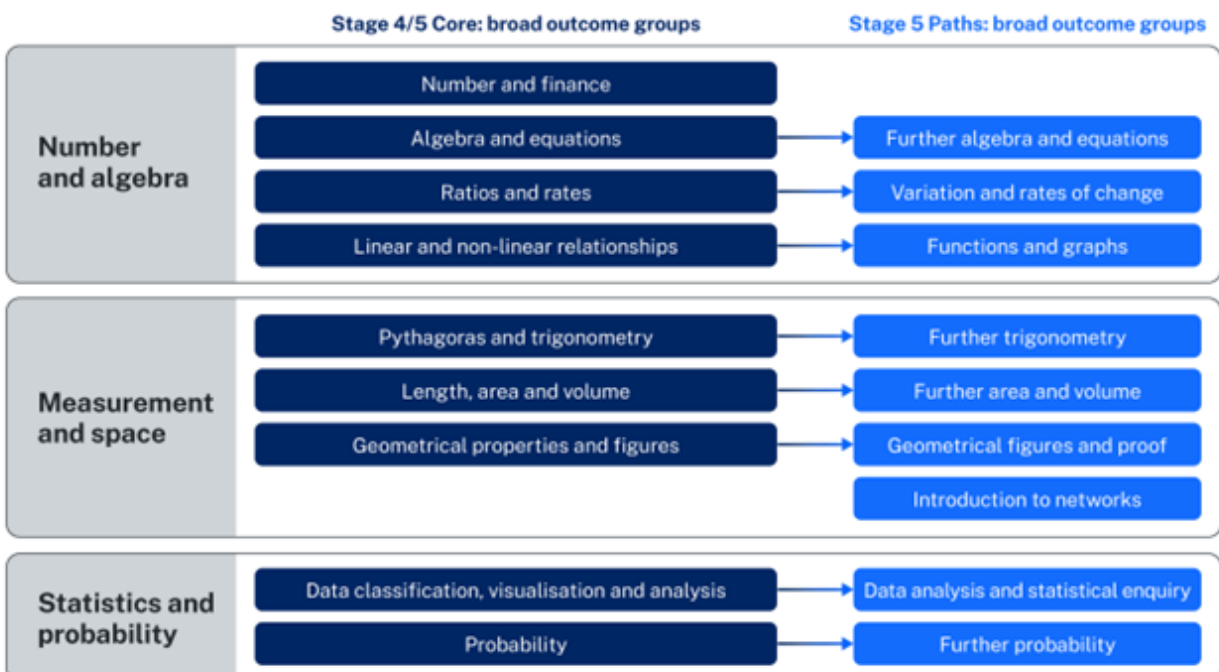 Stage 4/5 Core: broad outcome groups
Stage 5 Paths: broad outcome groups
Number
and algebra
Number and finance
Algebra and equations
Further algebra and equations
Ratios and rates
Variation and rates of change
Linear and non-linear relationships
Functions and graphs
Measurement
and space
Pythagoras and trigonometry
Further trigonometry
Length, area and volume
Further area and volume
Geometrical properties and figures
Geometrical figures and proof
Introduction to networks
Statistics and
probability
Data classification, visualisation and analysis
Data analysis and statistical enquiry
Probability
Further probability